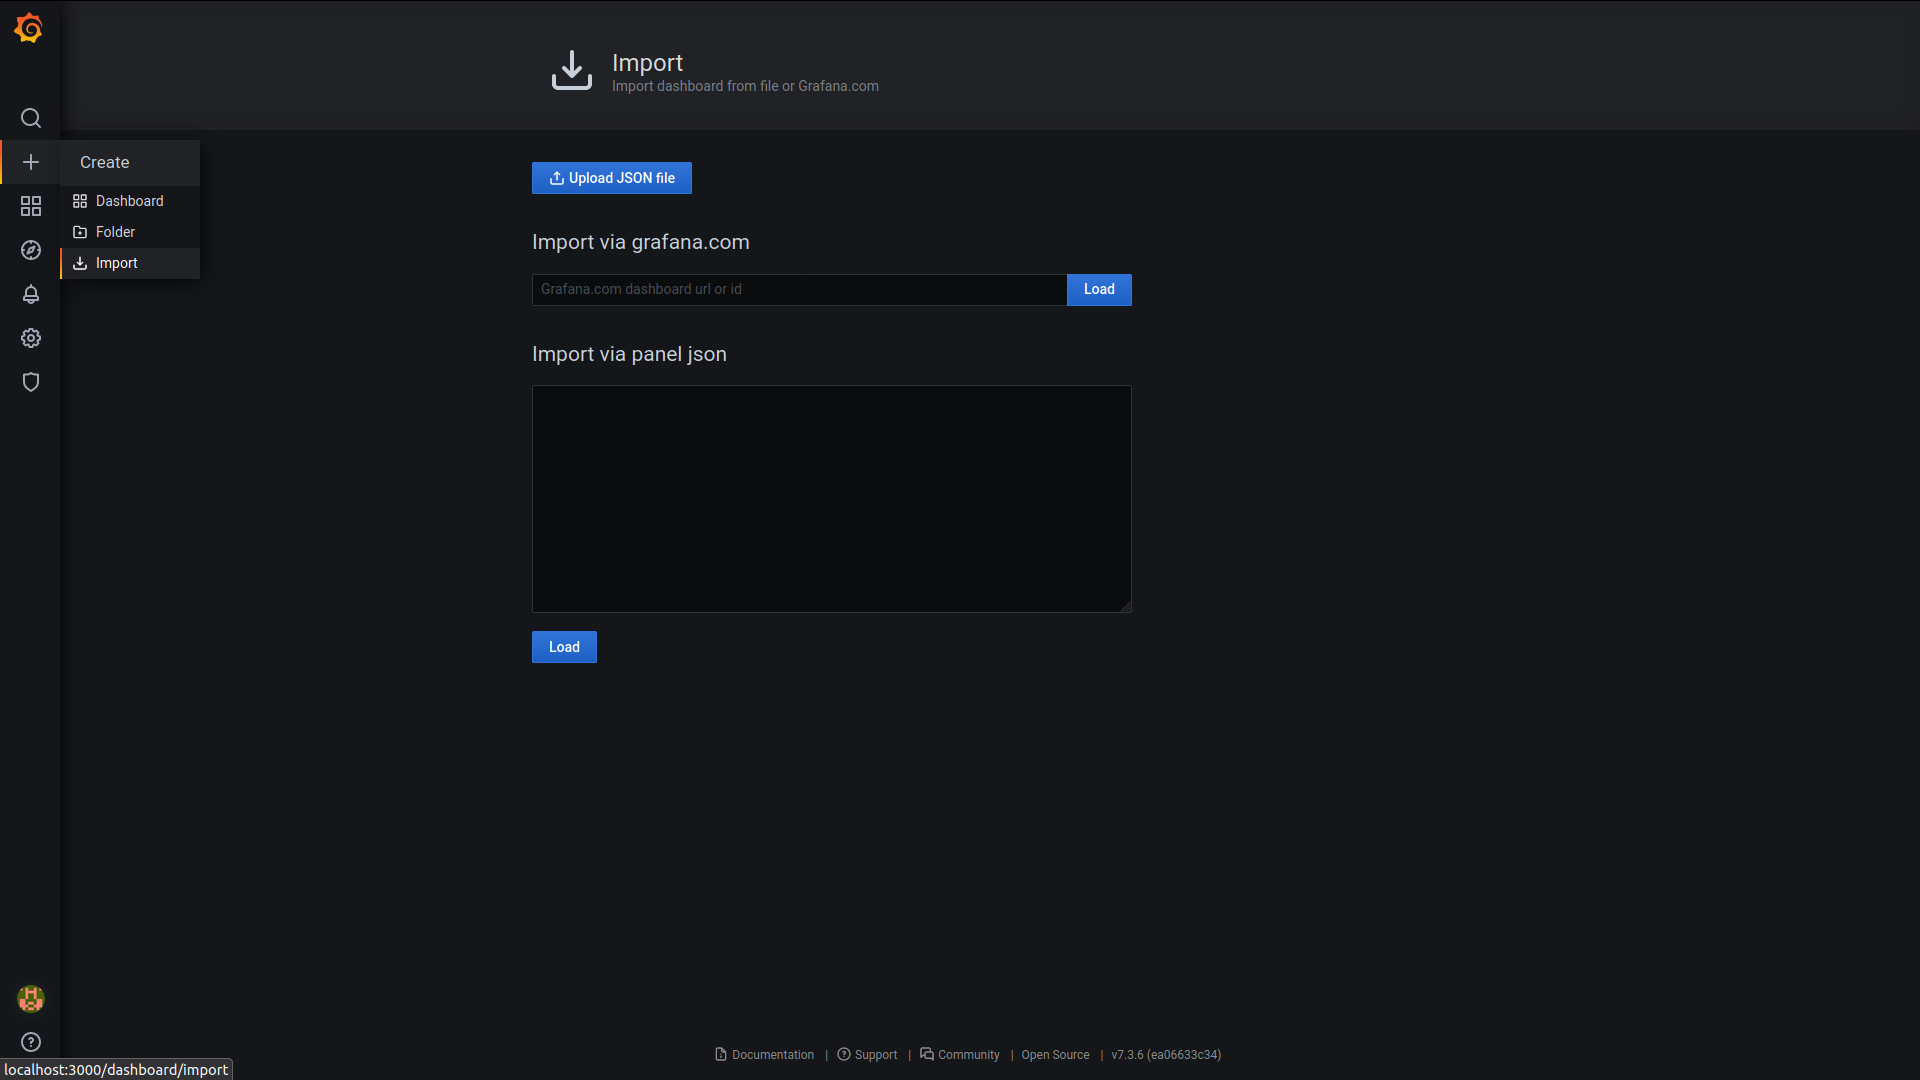 Import
Import dashboard from file or Grafana.com
Create
Dashboard
Folder
Import
Upload JSON file
Import via grafana.com
Grafana.com dashboard url or id
Load
Import via panel json
Load
Documentation | Support | Community | Open Source | v7.3.6 (ea06633c34)
localhost:3000/dashboard/import